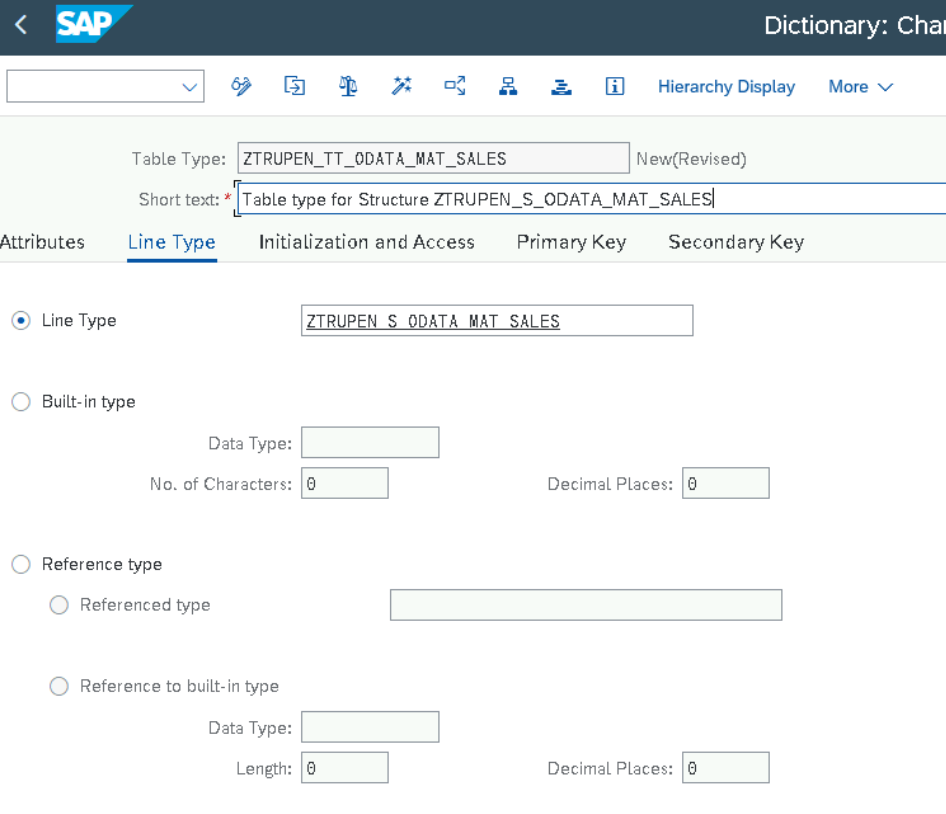 SAP
Dictionary: Char
Hierarchy Display More
Table Type: ZTRUPEN_TT_ODATA_MAT_SALES New(Revised)
Short text: * Table type for Structure ZTRUPEN_S_ODATA_MAT_SALES
Attributes Line Type Initialization and Access Primary Key Secondary Key
Line Type ZTRUPEN_S_ODATA_MAT_SALES
Built-in type
Data Type:
No. of Characters: 0 Decimal Places: 0
Reference type
Referenced type
Reference to built-in type
Data Type:
Length: 0 Decimal Places: 0